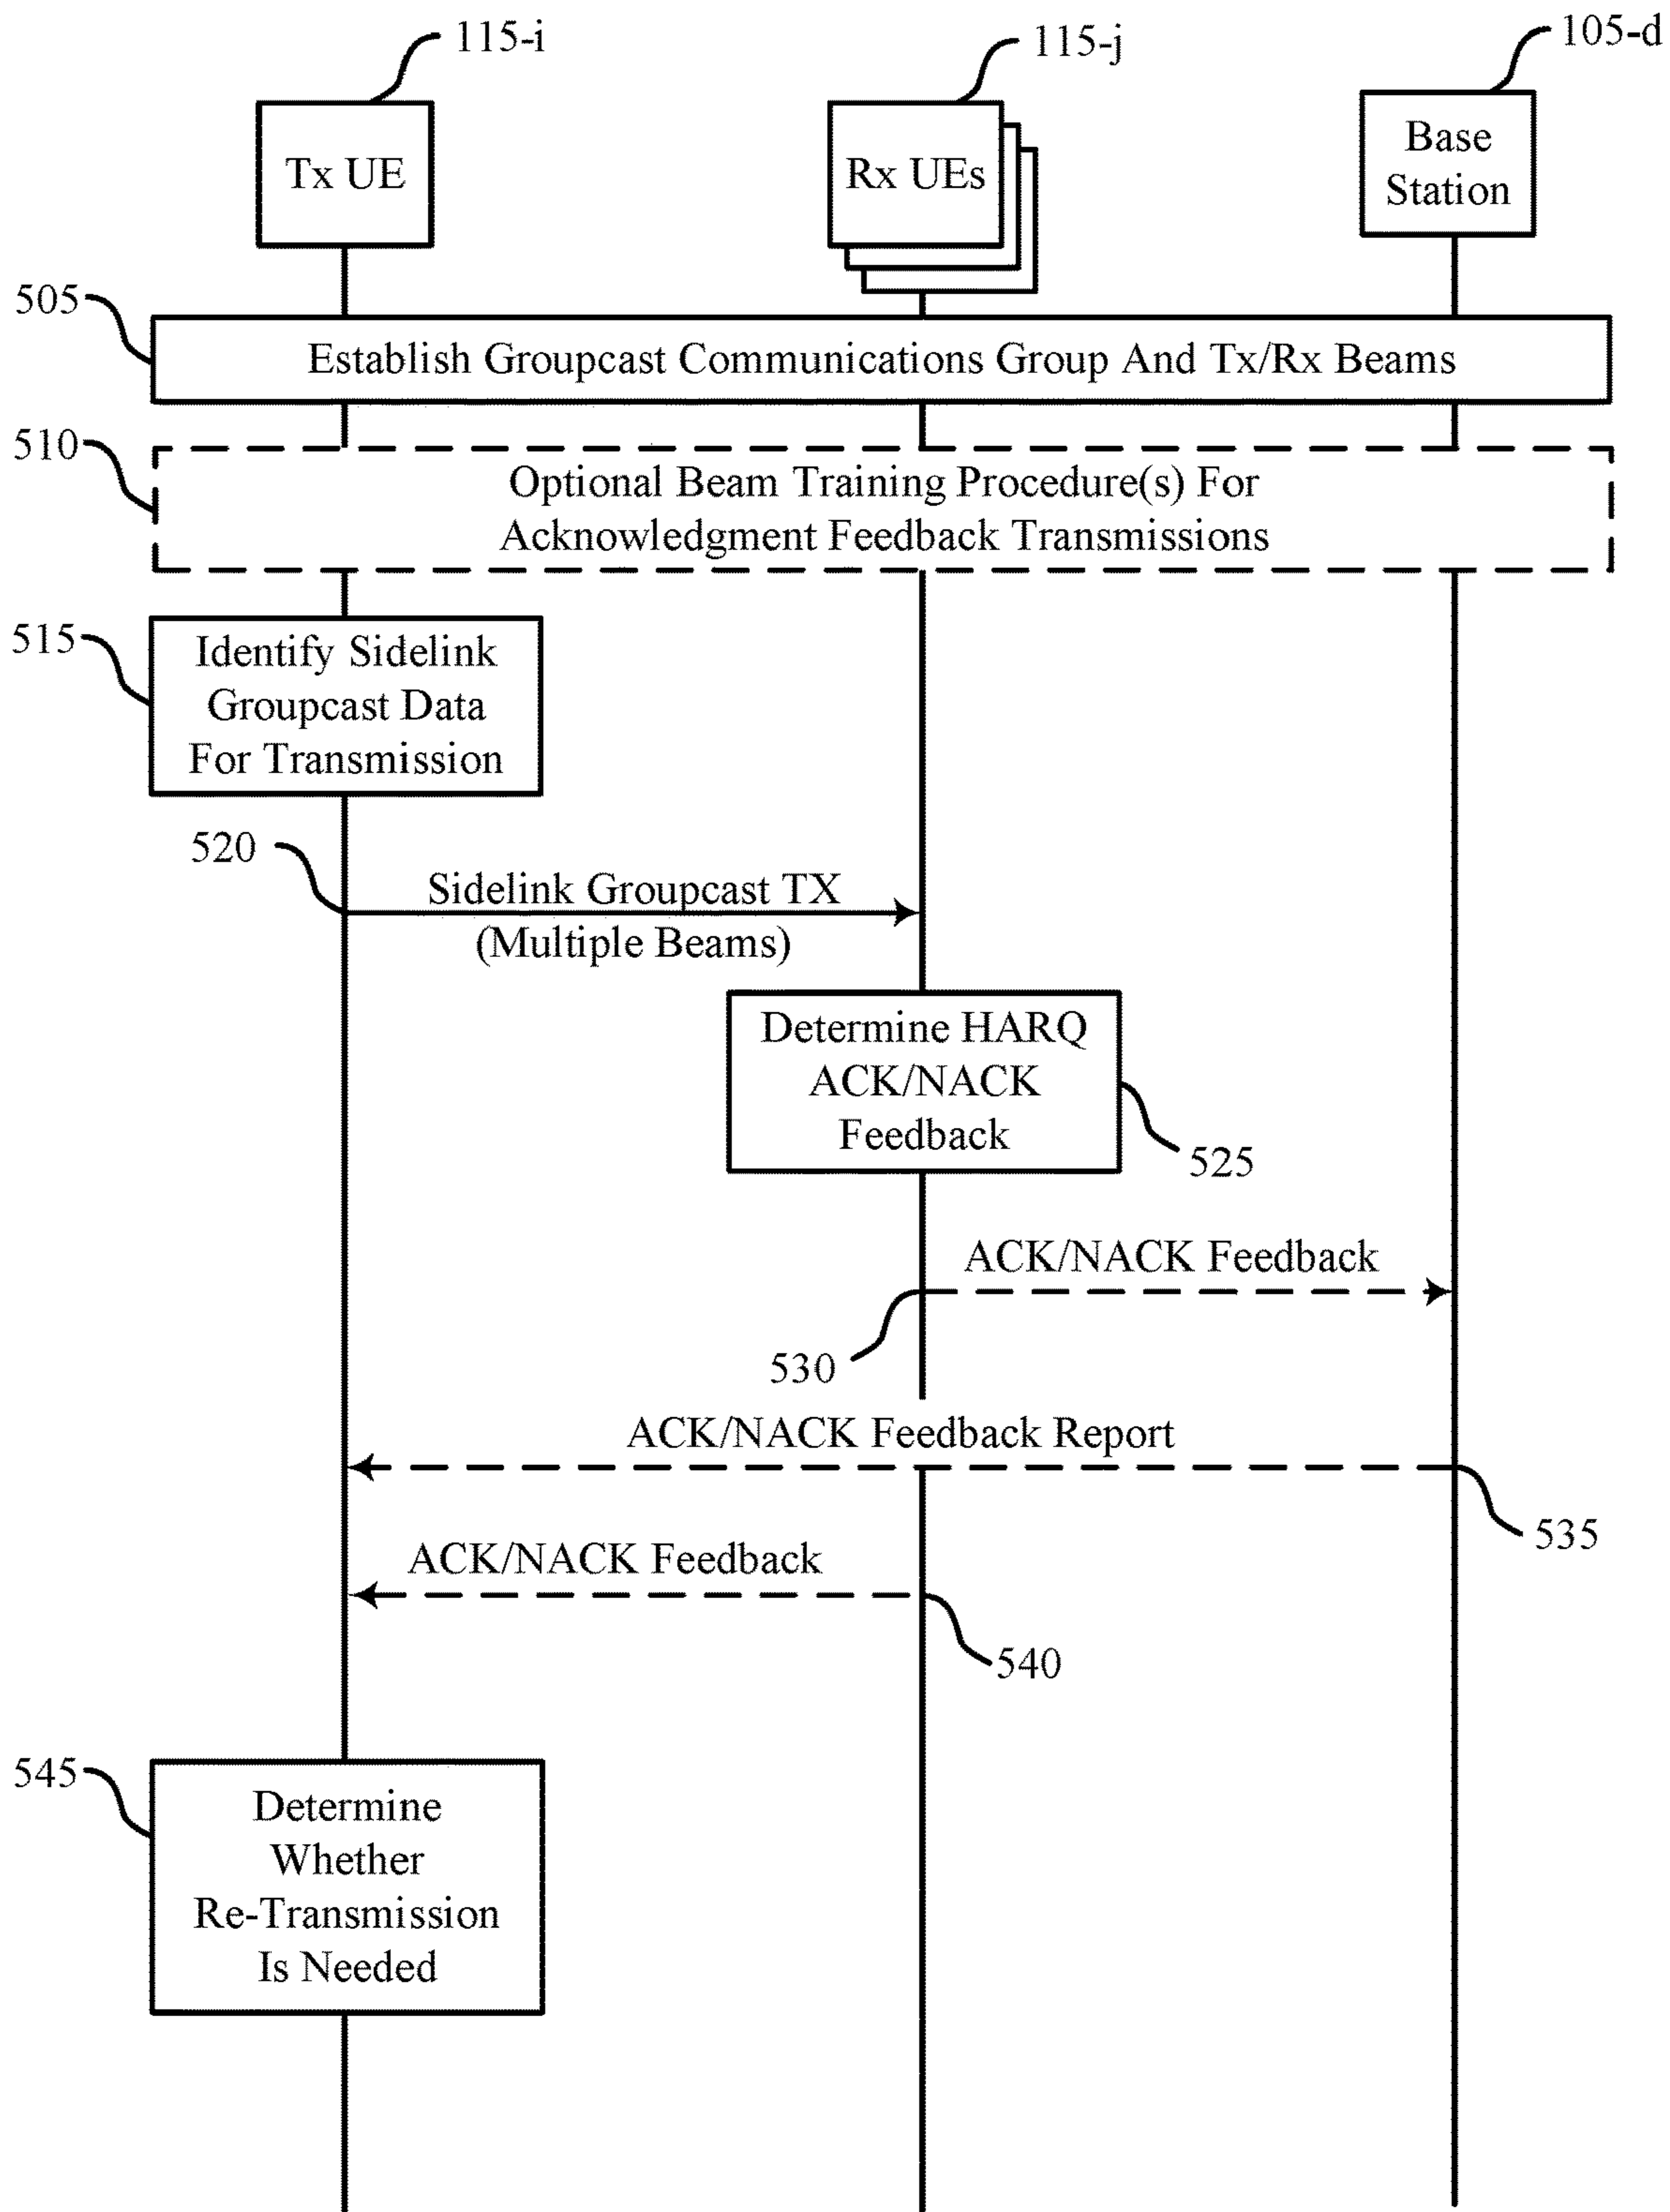 115-i
115-j
105-d
Tx UE
Rx UEs
Base
Station
505
Establish Groupcast Communications Group And Tx/Rx Beams
510
Optional Beam Training Procedure(s) For
Acknowledgment Feedback Transmissions
515
Identify Sidelink
Groupcast Data
For Transmission
520
Sidelink Groupcast TX
(Multiple Beams)
Determine HARQ
ACK/NACK
Feedback
525
ACK/NACK Feedback
530
ACK/NACK Feedback Report
535
ACK/NACK Feedback
540
545
Determine
Whether
Re-Transmission
Is Needed